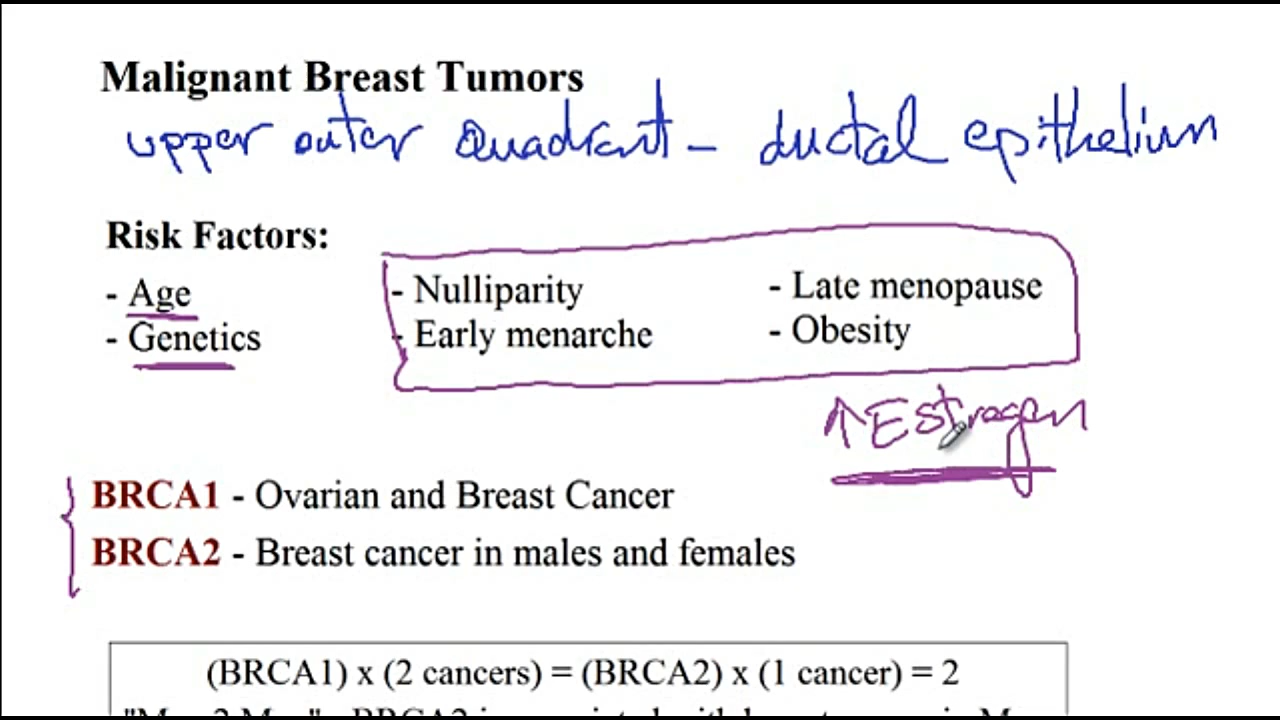 Malignant Breast Tumors
upper outer Quadrant - ductal epithelium
Risk Factors:
- Age
- Genetics
- Nulliparity
- Early menarche
- Late menopause
- Obesity
↑ Estrogen
BRCA1 - Ovarian and Breast Cancer
BRCA2 - Breast cancer in males and females
(BRCA1) x (2 cancers) = (BRCA2) x (1 cancer) = 2